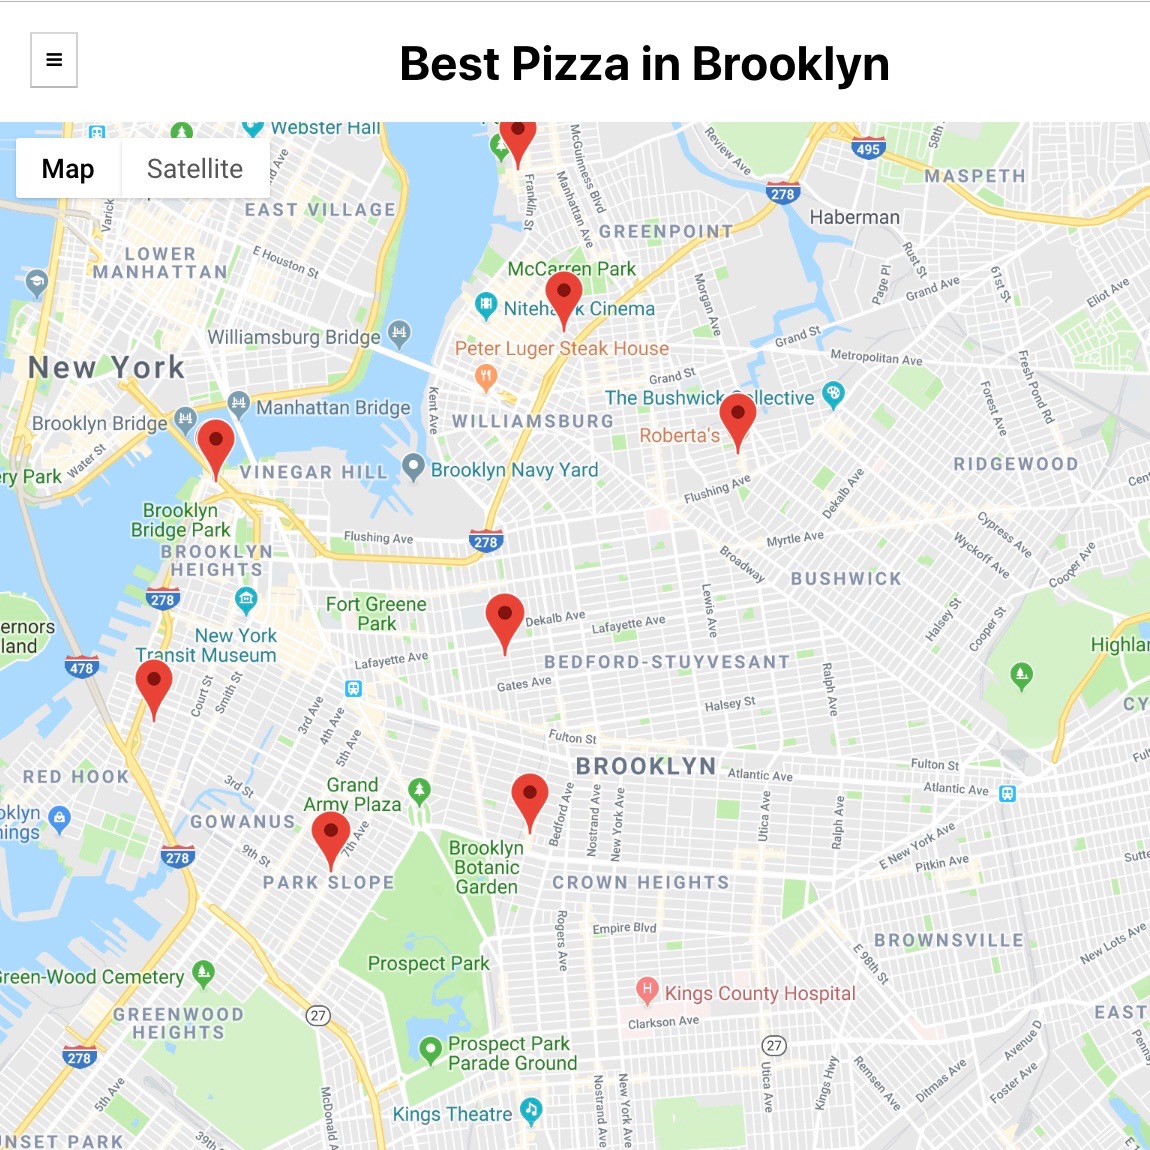 Best Pizza in Brooklyn
Map
Satellite
Webster Hall
EAST VILLAGE
LOWER
MANHATTAN
E Houston St
Varick
Franklin St
McGuinness Blvd
Manhattan Ave
Review Ave
495
58th
278
MASPETH
Haberman
GREENPOINT
McCarren Park
Cinema
Williamsburg Bridge
New York
Peter Luger Steak House
Morgan Ave
Page Pl
Rust St
Grand Ave
61st St
Eliot Ave
Grand St
Metropolitan Ave
Fresh Pond Rd
Forest Ave
Grand St
Kent Ave
The Bushwick
Roberta's
WILLIAMSBURG
Manhattan Bridge
Brooklyn Bridge
Water St
ery Park
VINEGAR HILL
Brooklyn Navy Yard
RIDGEWOOD
Flushing Ave
Dekalb Ave
Brooklyn
Bridge Park
BROOKLYN
HEIGHTS
Flushing Ave
278
Myrtle Ave
Broadway
Cypress Ave
Wyckoff Ave
Cooper Ave
BUSHWICK
278
Fort Greene
Park
Dekalb Ave
Lafayette Ave
Lewis Ave
Halsey St
Cooper St
ernors
land
New York
Transit Museum
478
Lafayette Ave
BEDFORD-STUYVESANT
Gates Ave
Ralph Ave
Halsey St
Highlan
CY
Court St
Smith St
3rd Ave
4th Ave
5th Ave
Fulton St
BROOKLYN
Atlantic Ave
Fulton St
Atlantic Ave
RED HOOK
3rd St
Grand
Army Plaza
oklyn
nings
GOWANUS
9th St
7th Ave
278
PARK SLOPE
Bedford Ave
Nostrand Ave
New York Ave
Utica Ave
Ralph Ave
E New York Ave
Pitkin Ave
Brooklyn
Botanic
Garden
CROWN HEIGHTS
Rogers Ave
Empire Blvd
BROWNSVILLE
E 98th St
New Lots Ave
Prospect Park
Green-Wood Cemetery
Kings County Hospital
Clarkson Ave
GREENWOOD
HEIGHTS
27
EAST
27
278
Prospect Park
Parade Ground
5th Ave
McDonald A
Kings Theatre
Nostrand Ave
New York Ave
Utica Ave
Kings Hwy
Remsen Ave
Ditmas Ave
Foster Ave
Avenue D
NSET PARK
39th